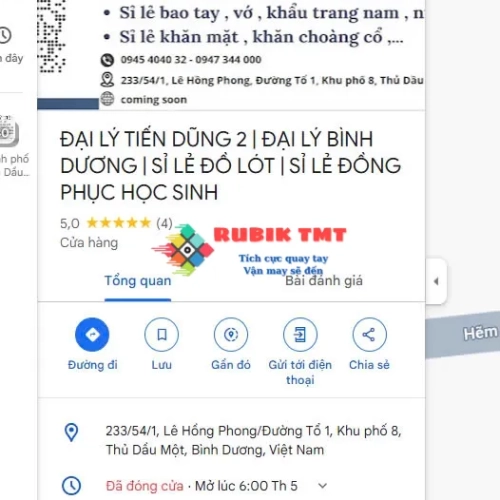 • Sỉ lẻ bao tay , vớ , khẩu trang nam ,
• Sỉ lẻ khăn mặt , khăn choàng cổ ,...
0945 4040 32 - 0947 344 000
233/54/1, Lê Hồng Phong, Đường Tổ 1, Khu phố 8, Thủ Dầu
coming soon
đây
ĐẠI LÝ TIẾN DŨNG 2 | ĐẠI LÝ BÌNH
DƯƠNG | SỈ LẺ ĐỒ LÓT | SỈ LẺ ĐỒNG
PHỤC HỌC SINH
phố
Dầu...
5,0 (4)
Cửa hàng
RUBIK TMT
Tích cực quay tay
Vận may sẽ đến
Tổng quan
Bài đánh giá
Đường đi
Lưu
Gần đó
Gửi tới điện
thoại
Chia sẻ
Hẻm
233/54/1, Lê Hồng Phong/Đường Tổ 1, Khu phố 8,
Thủ Dầu Một, Bình Dương, Việt Nam
Đã đóng cửa · Mở lúc 6:00 Th 5